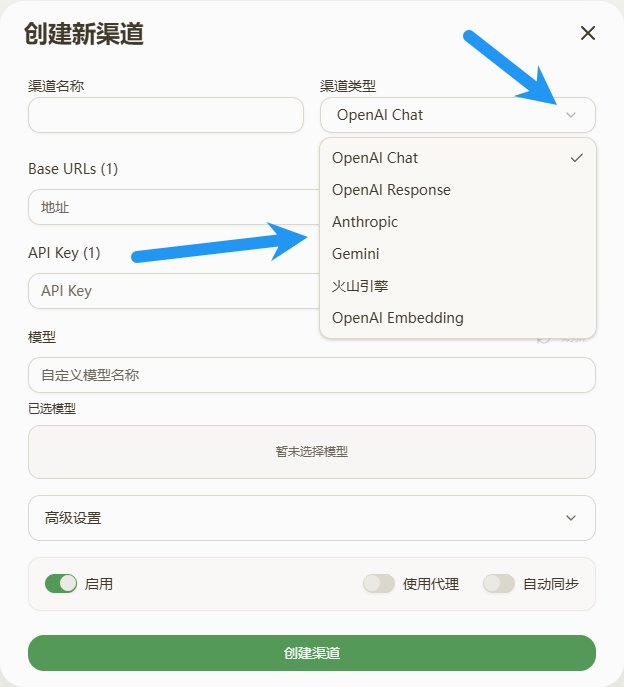 创建新渠道
渠道名称
渠道类型
OpenAI Chat
OpenAI Chat
OpenAI Response
Anthropic
Gemini
火山引擎
OpenAI Embedding
Base URLs (1)
地址
API Key (1)
API Key
模型
自定义模型名称
已选模型
暂未选择模型
高级设置
启用
使用代理
自动同步
创建渠道